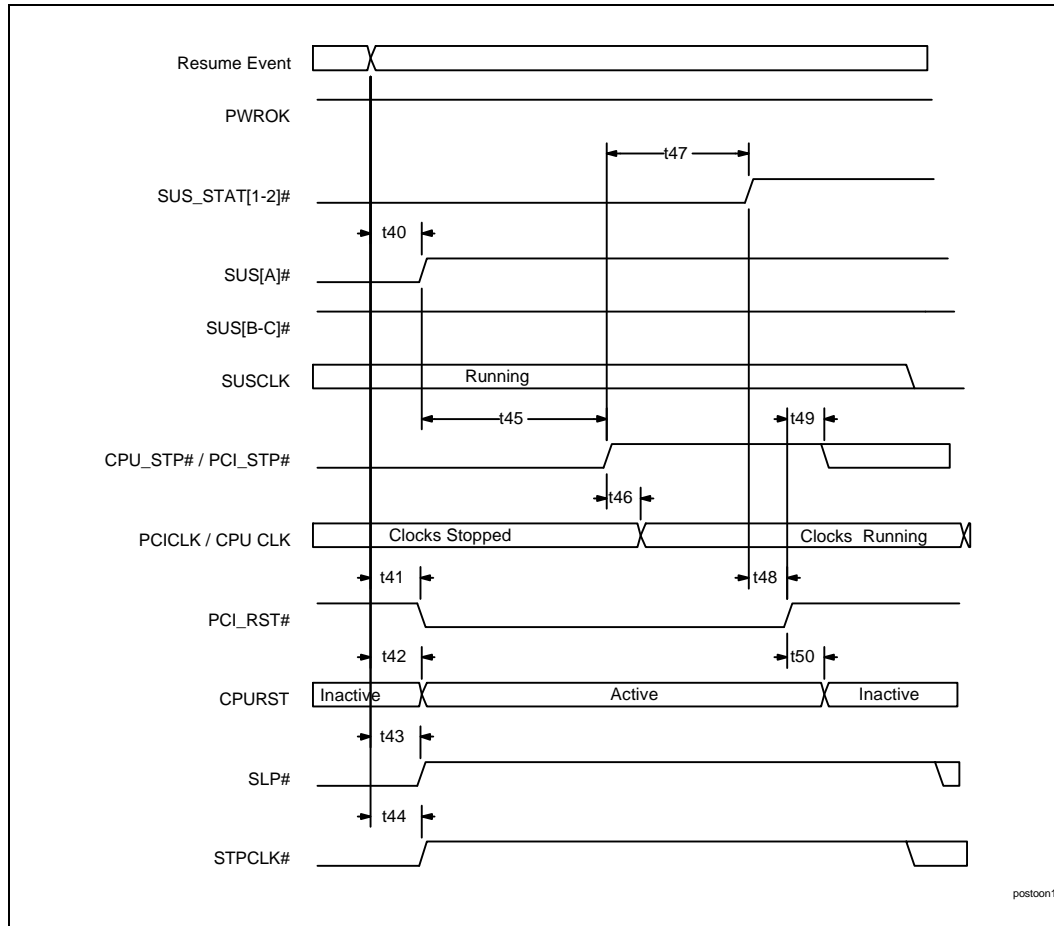 Resume Event
PWROK
t47
SUS_STAT[1-2]#
t40
SUS[A]#
SUS[B-C]#
SUSCLK
Running
t45
t49
CPU_STP# / PCI_STP#
t46
PCICLK / CPU CLK
Clocks Stopped
Clocks Running
t41
t48
PCI_RST#
t42
t50
CPURST
Inactive
Active
Inactive
t43
SLP#
t44
STPCLK#
postoon1